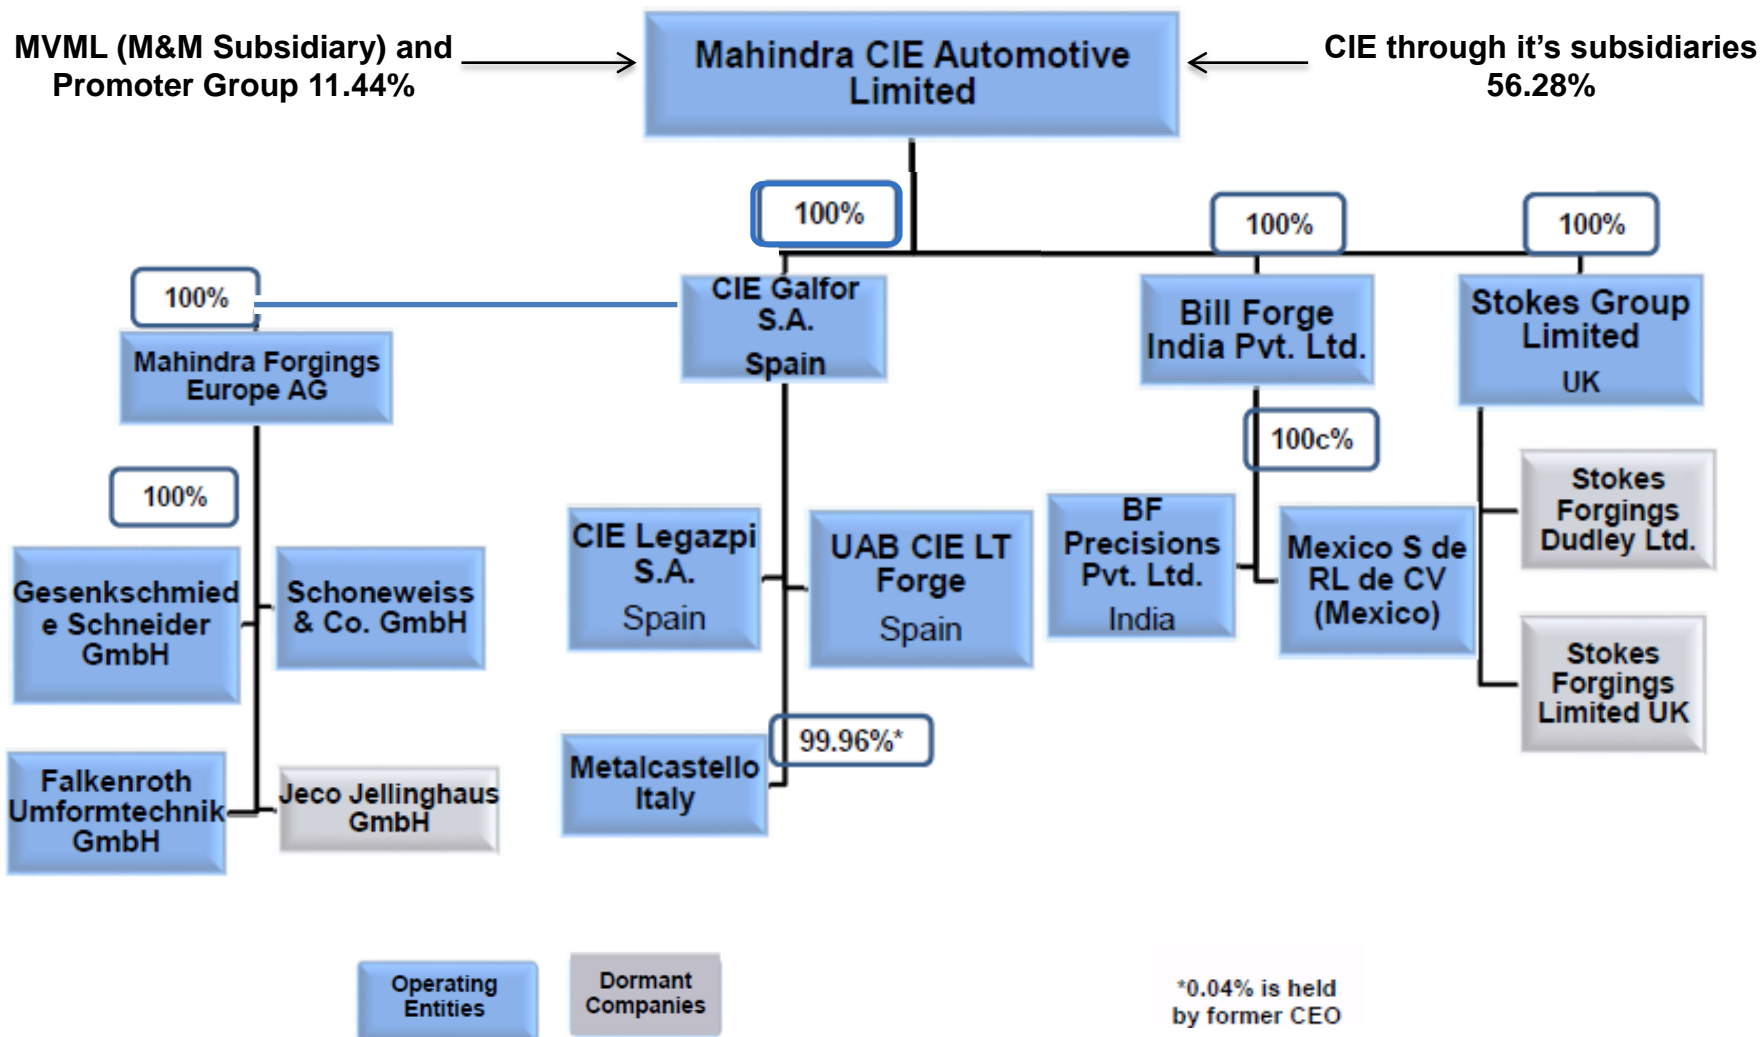 MVML (M&M Subsidiary) and
Promoter Group 11.44%
Mahindra CIE Automotive
Limited
CIE through it's subsidiaries
56.28%
100%
100%
100%
100%
CIE Galfor
S.A.
Spain
Bill Forge
India Pvt. Ltd.
Stokes Group
Limited
UK
Mahindra Forgings
Europe AG
100%
100c%
Gesenkschmied
e Schneider
GmbH
Schoneweiss
& Co. GmbH
CIE Legazpi
S.A.
Spain
UAB CIE LT
Forge
Spain
BF
Precisions
Pvt. Ltd.
India
Mexico S de
RL de CV
(Mexico)
Stokes
Forgings
Dudley Ltd.
Stokes
Forgings
Limited UK
Falkenroth
Umformtechnik
GmbH
Jeco Jellinghaus
GmbH
Metalcastello
Italy
99.96%*
Operating
Entities
Dormant
Companies
*0.04% is held
by former CEO